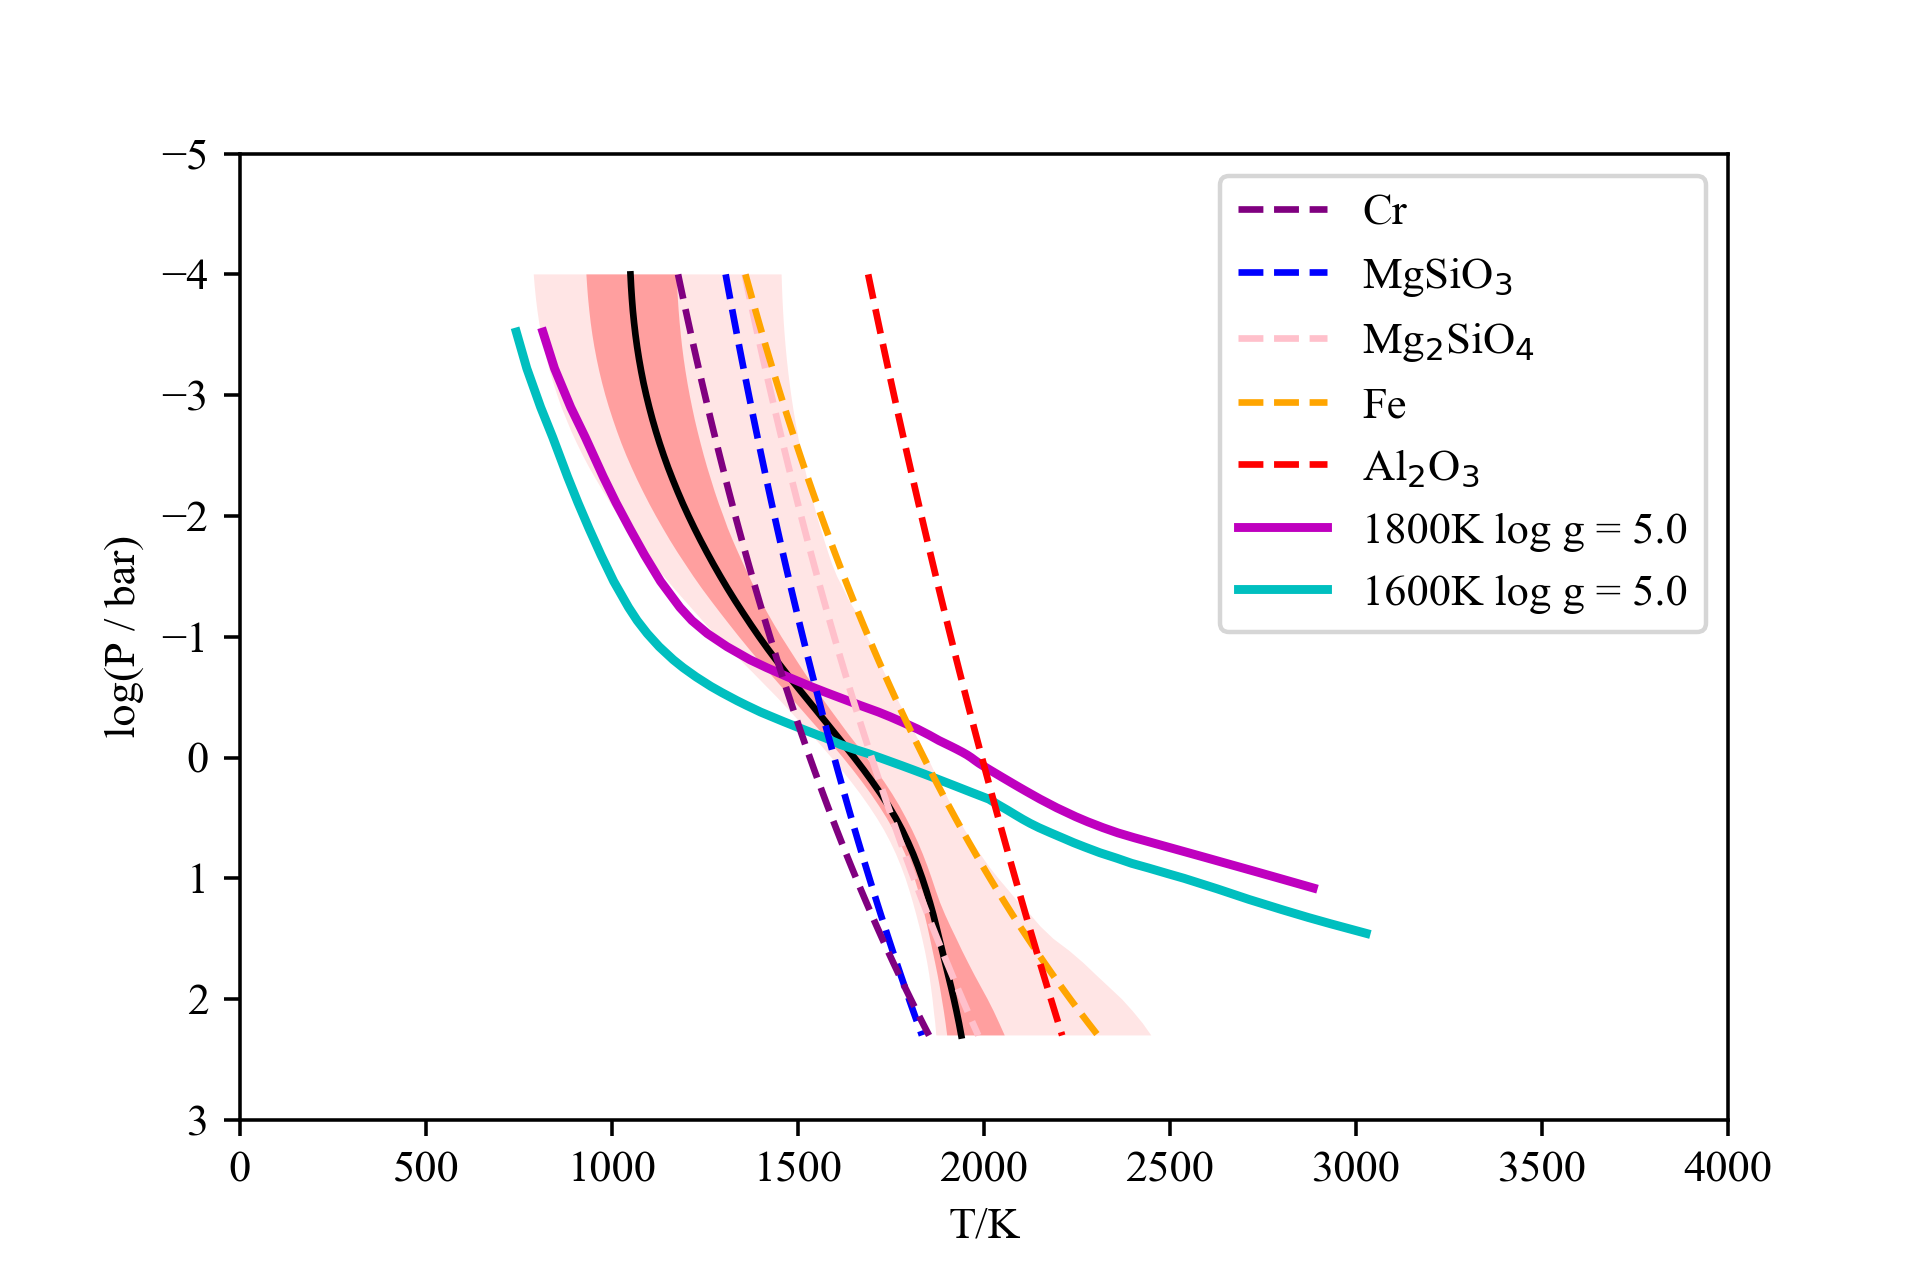 −5
−4
−3
−2
−1
0
1
2
3
log(P / bar)
0 500 1000 1500 2000 2500 3000 3500 4000
T/K
Cr
MgSiO₃
Mg₂SiO₄
Fe
Al₂O₃
1800K log g = 5.0
1600K log g = 5.0